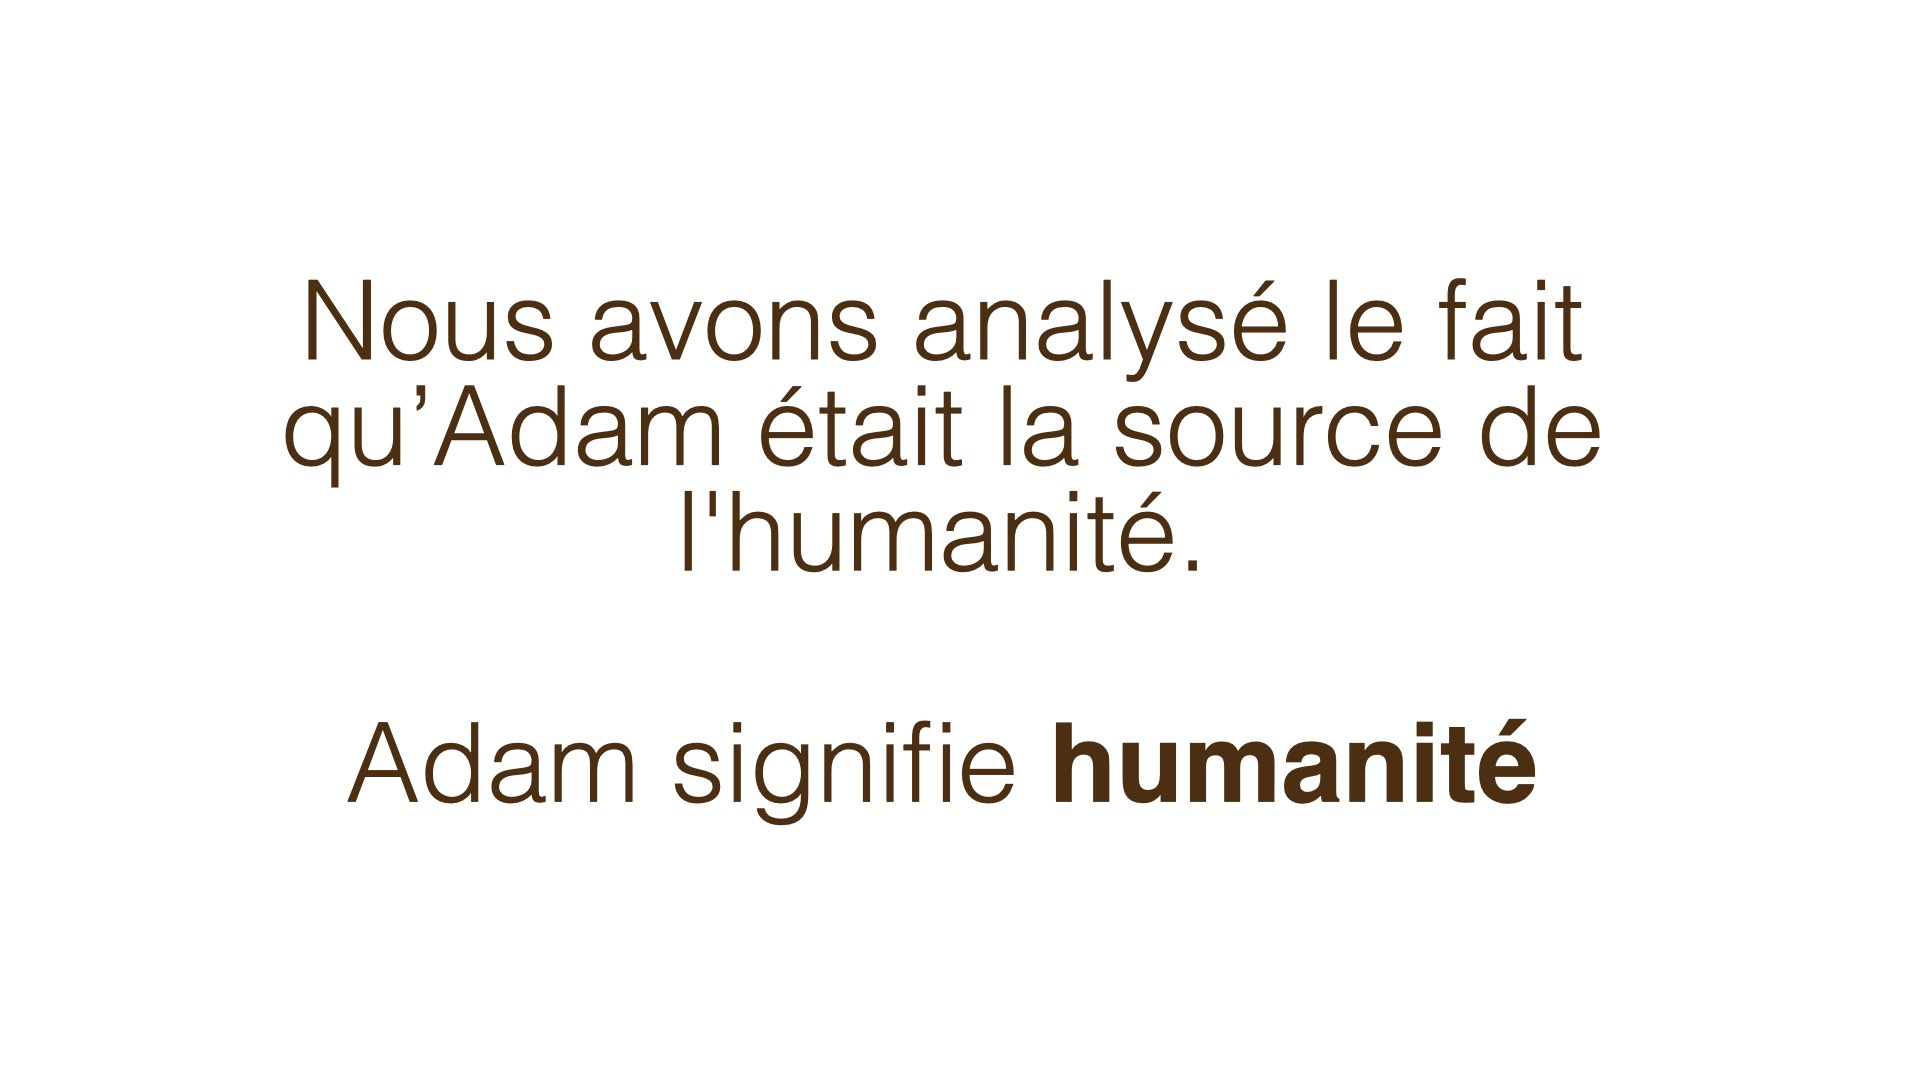 Nous avons analysé le fait
qu’Adam était la source de
l'humanité.
Adam signifie humanité